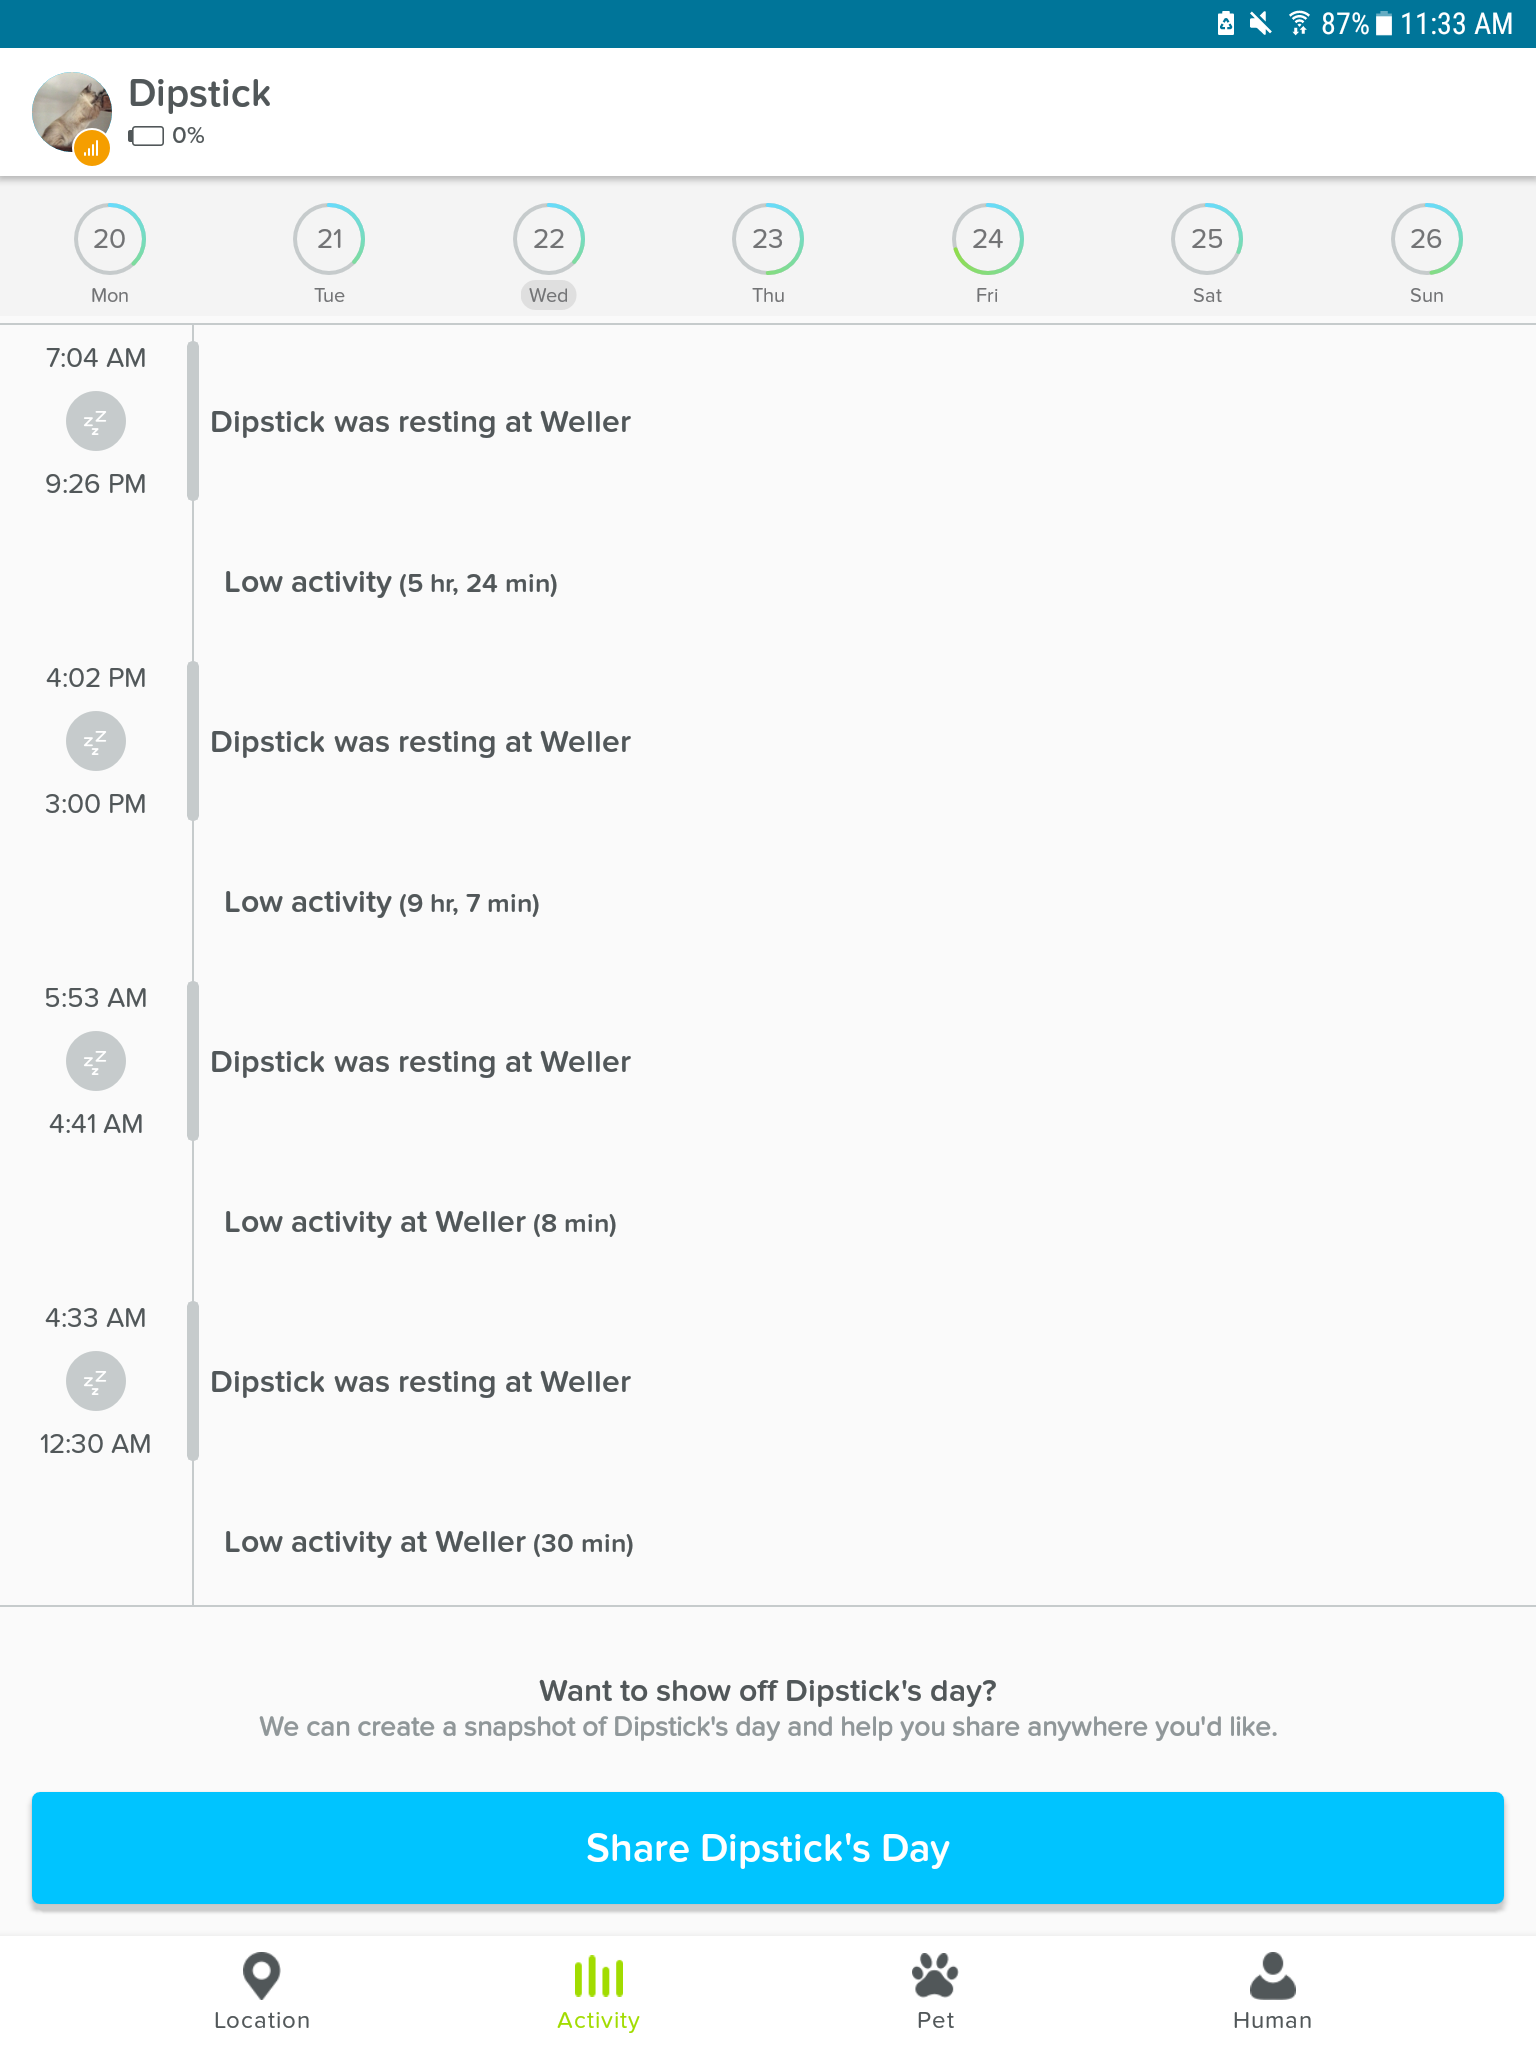 87% 11:33 AM
Dipstick
0%
20 21 22 23 24 25 26
Mon Tue Wed Thu Fri Sat Sun
7:04 AM
zZz
Dipstick was resting at Weller
9:26 PM
Low activity (5 hr, 24 min)
4:02 PM
zZz
Dipstick was resting at Weller
3:00 PM
Low activity (9 hr, 7 min)
5:53 AM
zZz
Dipstick was resting at Weller
4:41 AM
Low activity at Weller (8 min)
4:33 AM
zZz
Dipstick was resting at Weller
12:30 AM
Low activity at Weller (30 min)
Want to show off Dipstick's day?
We can create a snapshot of Dipstick's day and help you share anywhere you'd like.
Share Dipstick's Day
Location Activity Pet Human